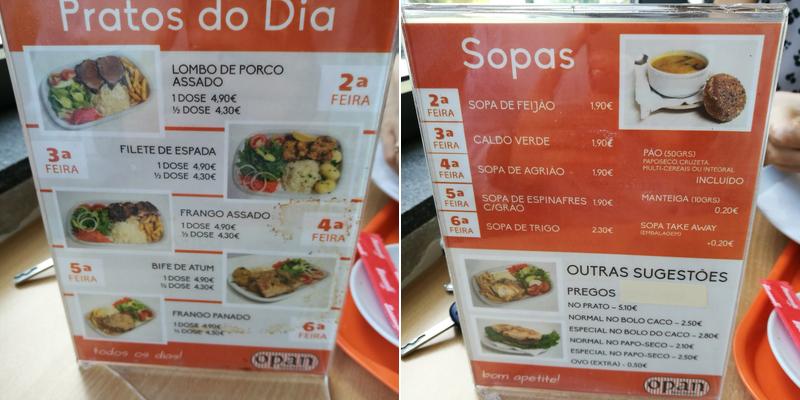 Pratos do Dia
LOMBO DE PORCO
ASSADO
1 DOSE 4,90€
½ DOSE 4,30€
2ª
FEIRA
3ª
FEIRA
FILETE DE ESPADA
1 DOSE 4,90€
½ DOSE 4,30€
FRANGO ASSADO
1 DOSE 4,90€
½ DOSE 4,30€
4ª
FEIRA
5ª
FEIRA
BIFE DE ATUM
1 DOSE 4,90€
½ DOSE 4,30€
FRANGO PANADO
1 DOSE 4,90€
½ DOSE 4,30€
6ª
FEIRA
todos os dias!
opan
Sopas
2ª
FEIRA
SOPA DE FEIJÃO 1,90€
3ª
FEIRA
CALDO VERDE 1,90€
4ª
FEIRA
SOPA DE AGRIÃO 1,90€
5ª
FEIRA
SOPA DE ESPINAFRES
C/GRÃO 1,90€
6ª
FEIRA
SOPA DE TRIGO 2,30€
PÃO (50GRS)
PAPOSECO, CRUZETA,
MULTI-CEREAIS OU INTEGRAL
INCLUIDO
MANTEIGA (10GRS)
0.20€
SOPA TAKE AWAY
(EMBALAGEM)
+0.20€
OUTRAS SUGESTÕES
PREGOS
NO PRATO – 5.10€
NORMAL NO BOLO CACO – 2.50€
ESPECIAL NO BOLO DO CACO – 2.80€
NORMAL NO PAPO-SECO – 2.10€
ESPECIAL NO PAPO-SECO – 2.50€
OVO (EXTRA) – 0.50€
bom apetite!
opan